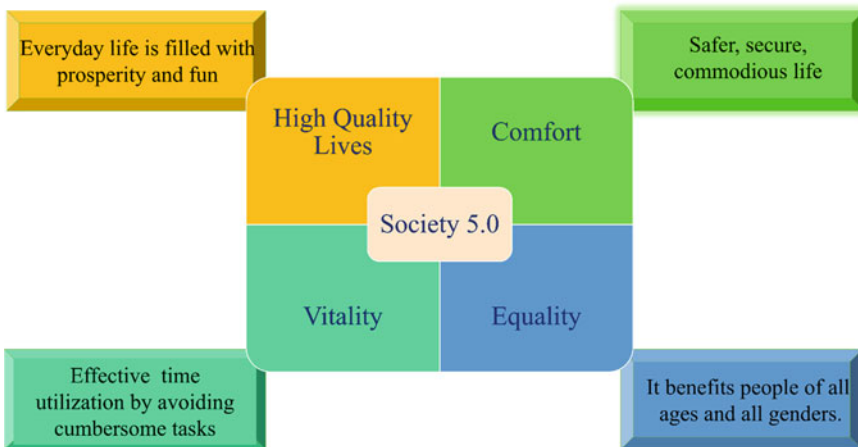 Everyday life is filled with
prosperity and fun
Safer, secure,
commodious life
High Quality
Lives
Comfort
Society 5.0
Vitality
Equality
Effective time
utilization by avoiding
cumbersome tasks
It benefits people of all
ages and all genders.